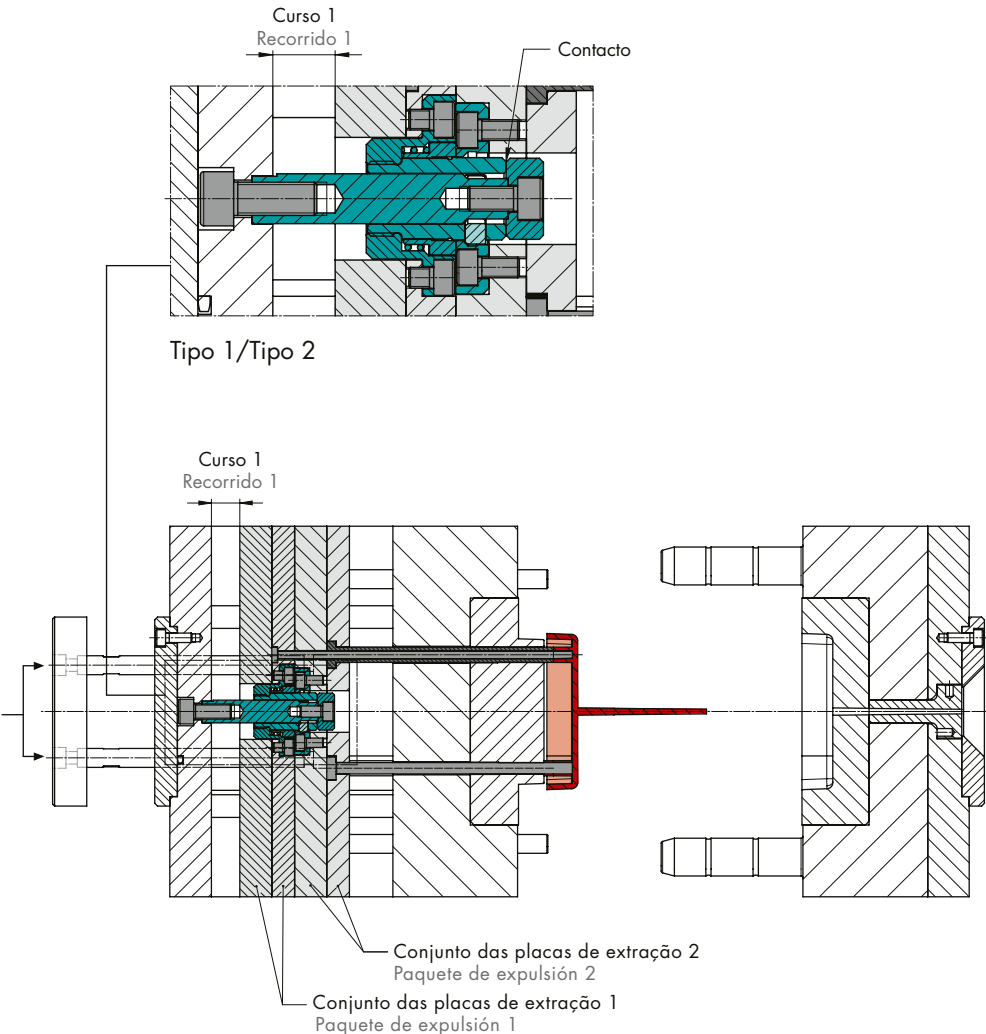 Curso 1
Recorrido 1
Contacto
Tipo 1/Tipo 2
Curso 1
Recorrido 1
Conjunto das placas de extração 2
Paquete de expulsión 2
Conjunto das placas de extração 1
Paquete de expulsión 1